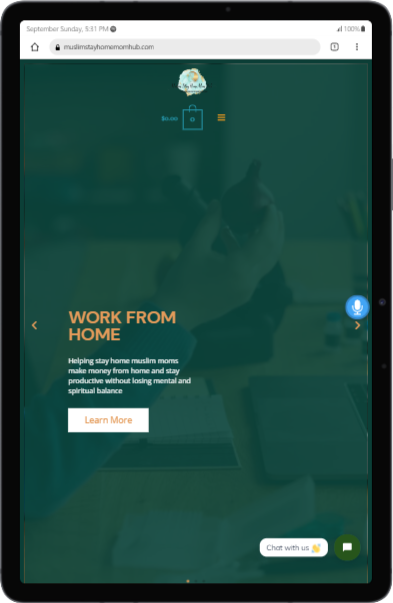 September Sunday, 5:31 PM
100%
muslimstayhomemomhub.com
1
$0.00
0
WORK FROM
HOME
Helping stay home muslim moms
make money from home and stay
productive without losing mental and
spiritual balance
Learn More
Chat with us 👋